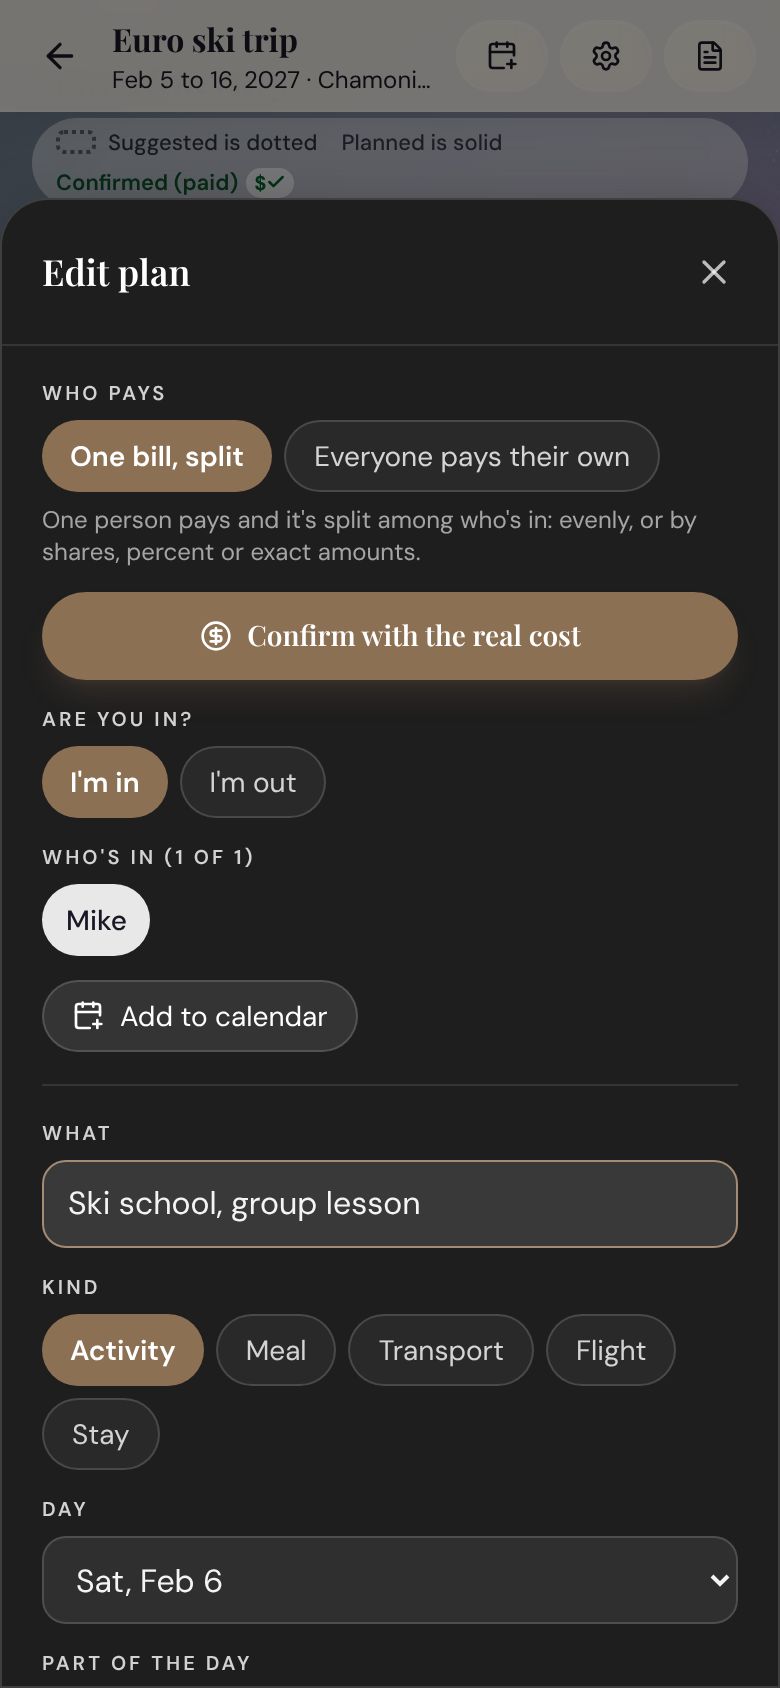 Euro ski trip
Feb 5 to 16, 2027 · Chamoni...
Suggested is dotted Planned is solid
Confirmed (paid) $✓
Edit plan
WHO PAYS
One bill, split Everyone pays their own
One person pays and it's split among who's in: evenly, or by
shares, percent or exact amounts.
Confirm with the real cost
ARE YOU IN?
I'm in I'm out
WHO'S IN (1 OF 1)
Mike
Add to calendar
WHAT
Ski school, group lesson
KIND
Activity Meal Transport Flight
Stay
DAY
Sat, Feb 6
PART OF THE DAY